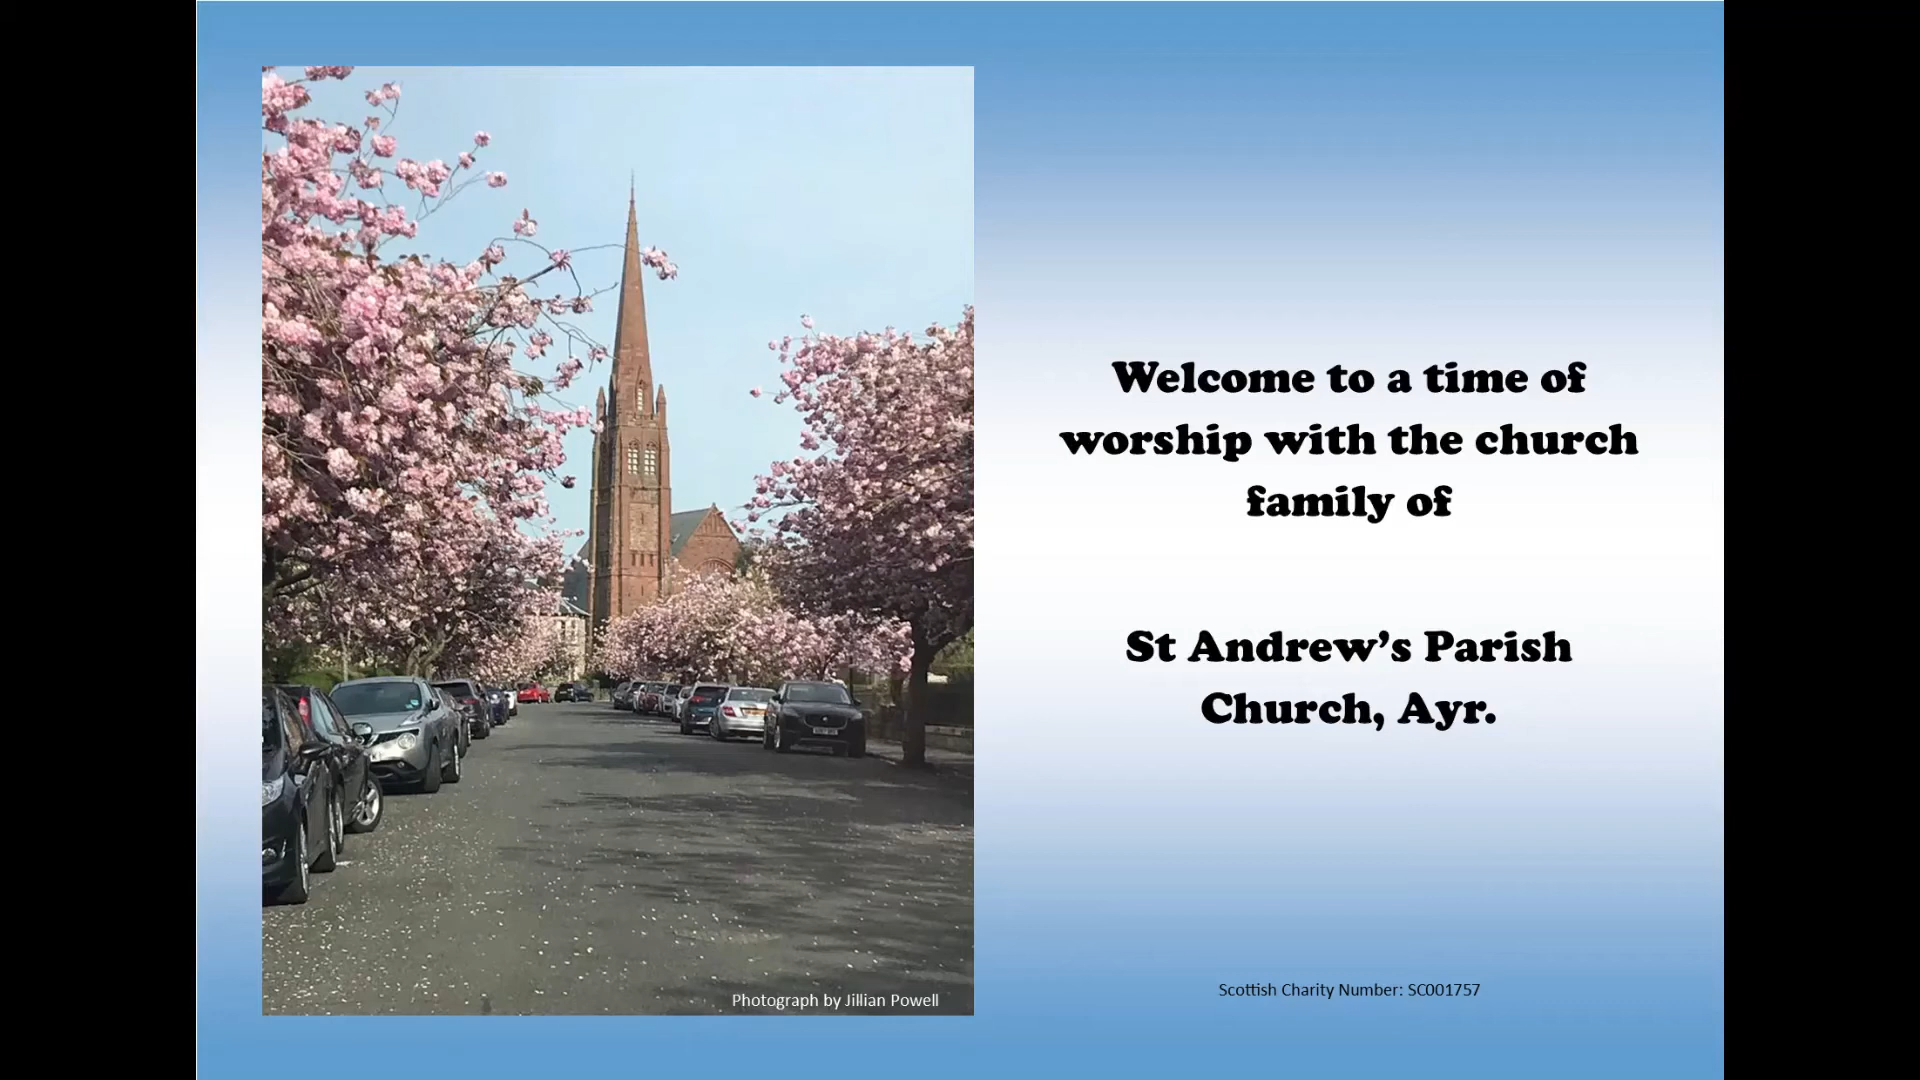 Welcome to a time of
worship with the church
family of
St Andrew’s Parish
Church, Ayr.
Photograph by Jillian Powell
Scottish Charity Number: SC001757